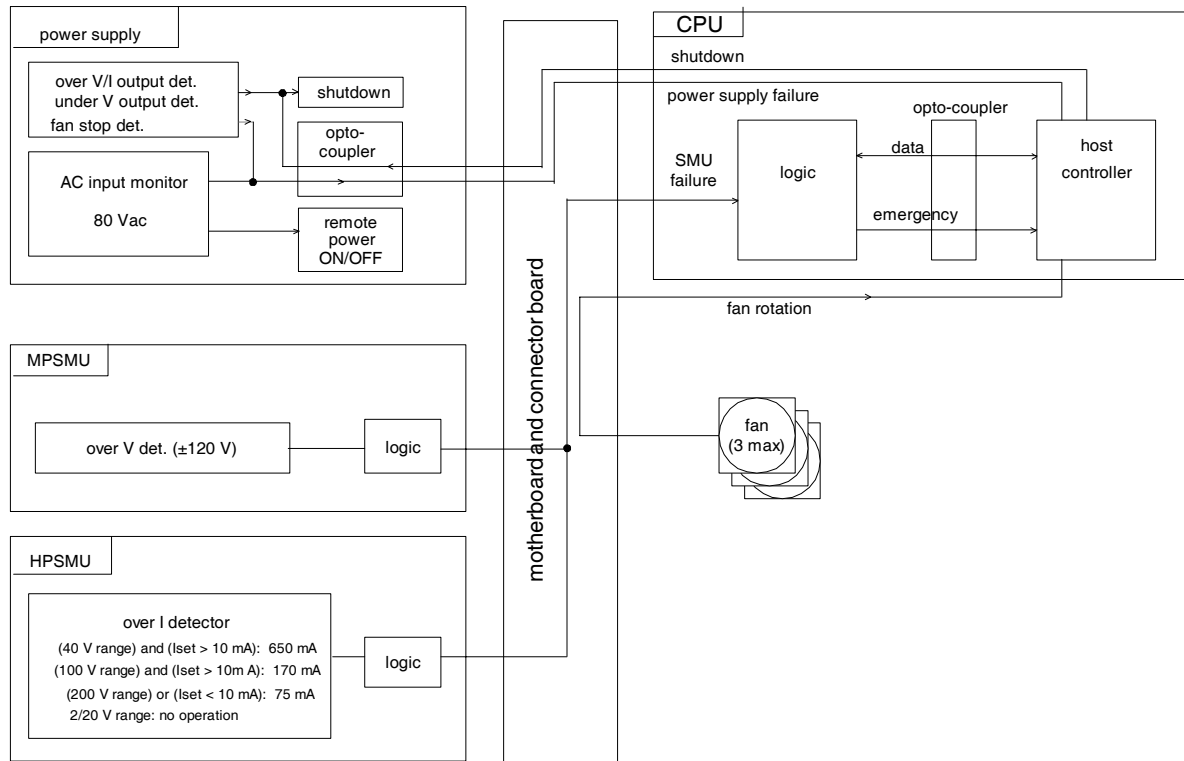 power supply
over V/I output det.
under V output det.
fan stop det.
shutdown
opto-
coupler
AC input monitor
80 Vac
remote
power
ON/OFF
MPSMU
over V det. (±120 V)
logic
HPSMU
over I detector
(40 V range) and (Iset > 10 mA): 650 mA
(100 V range) and (Iset > 10m A): 170 mA
(200 V range) or (Iset < 10 mA): 75 mA
2/20 V range: no operation
logic
motherboard and connector board
CPU
shutdown
power supply failure
opto-coupler
SMU
failure
logic
data
emergency
host
controller
fan rotation
fan
(3 max)